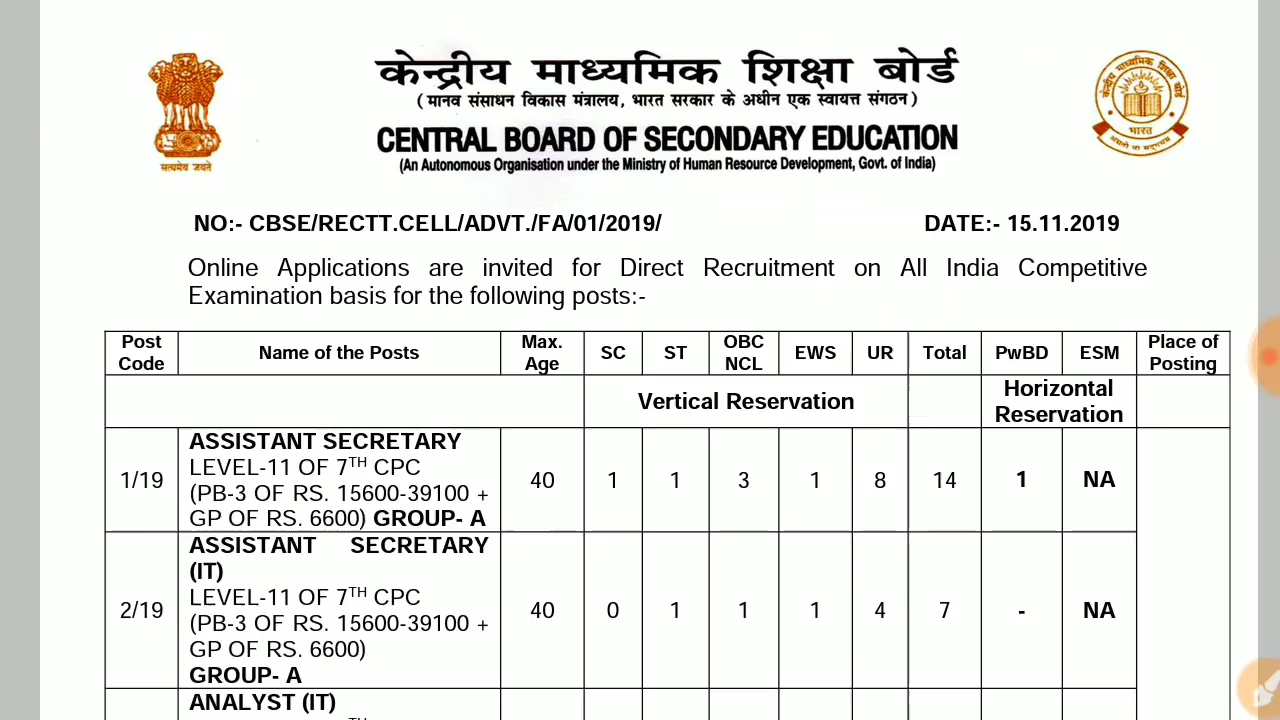 केन्द्रीय माध्यमिक शिक्षा बोर्ड
(मानव संसाधन विकास मंत्रालय, भारत सरकार के अधीन एक स्वायत्त संगठन)
CENTRAL BOARD OF SECONDARY EDUCATION
(An Autonomous Organisation under the Ministry of Human Resource Development, Govt. of India)
सत्यमेव जयते
भारत
NO:- CBSE/RECTT.CELL/ADVT./FA/01/2019/ DATE:- 15.11.2019
Online Applications are invited for Direct Recruitment on All India Competitive
Examination basis for the following posts:-
Post Code Name of the Posts Max. Age SC ST OBC NCL EWS UR Total PwBD ESM Place of Posting
Vertical Reservation Horizontal Reservation
1/19 ASSISTANT SECRETARY 40 1 1 3 1 8 14 1 NA
LEVEL-11 OF 7TH CPC
(PB-3 OF RS. 15600-39100 +
GP OF RS. 6600) GROUP- A
2/19 ASSISTANT SECRETARY 40 0 1 1 1 4 7 - NA
(IT)
LEVEL-11 OF 7TH CPC
(PB-3 OF RS. 15600-39100 +
GP OF RS. 6600)
GROUP- A
ANALYST (IT)